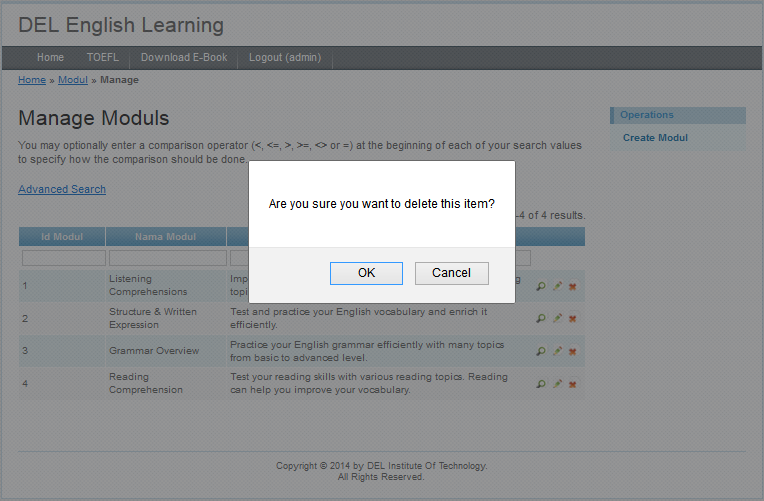 DEL English Learning
Home TOEFL Download E-Book Logout (admin)
Home » Modul » Manage
Manage Moduls
You may optionally enter a comparison operator (<, <=, >, >=, <> or =) at the beginning of each of your search values
to specify how the comparison should be done.
Advanced Search
-4 of 4 results.
Operations
Create Modul
Are you sure you want to delete this item?
OK Cancel
Id Modul Nama Modul
1 Listening
Comprehensions
2 Structure & Written
Expression
Test and practice your English vocabulary and enrich it
efficiently.
3 Grammar Overview
Practice your English grammar efficiently with many topics
from basic to advanced level.
4 Reading
Comprehension
Test your reading skills with various reading topics. Reading
can help you improve your vocabulary.
Copyright © 2014 by DEL Institute Of Technology.
All Rights Reserved.